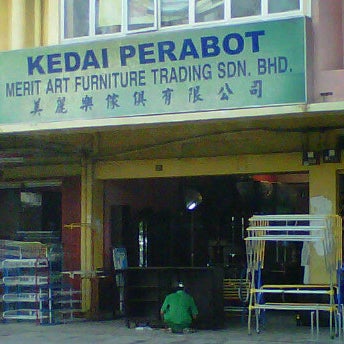 KEDAI PERABOT
MERIT ART FURNITURE TRADING SDN. BHD.
美麗樂傢俱有限公司